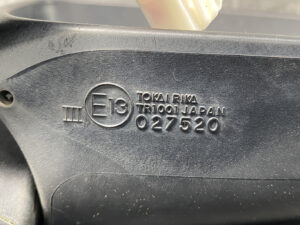 TOKAI RIKA
III E13 TR1001 JAPAN
027520